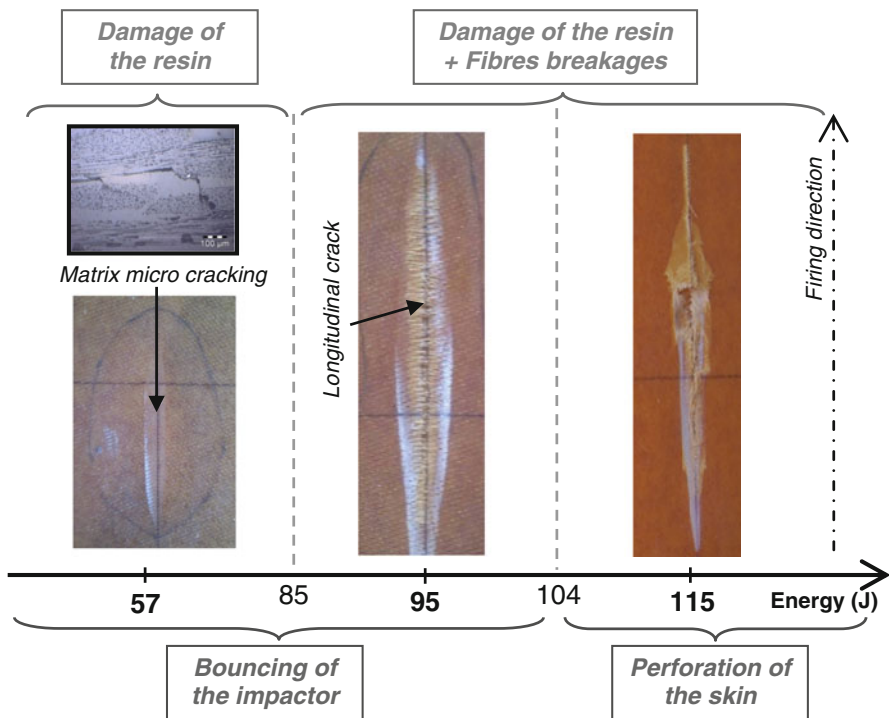 Damage of
the resin
Damage of the resin
+ Fibres breakages
100 µm
Matrix micro cracking
Longitudinal crack
Firing direction
57
85
95
104
115
Energy (J)
Bouncing of
the impactor
Perforation of
the skin